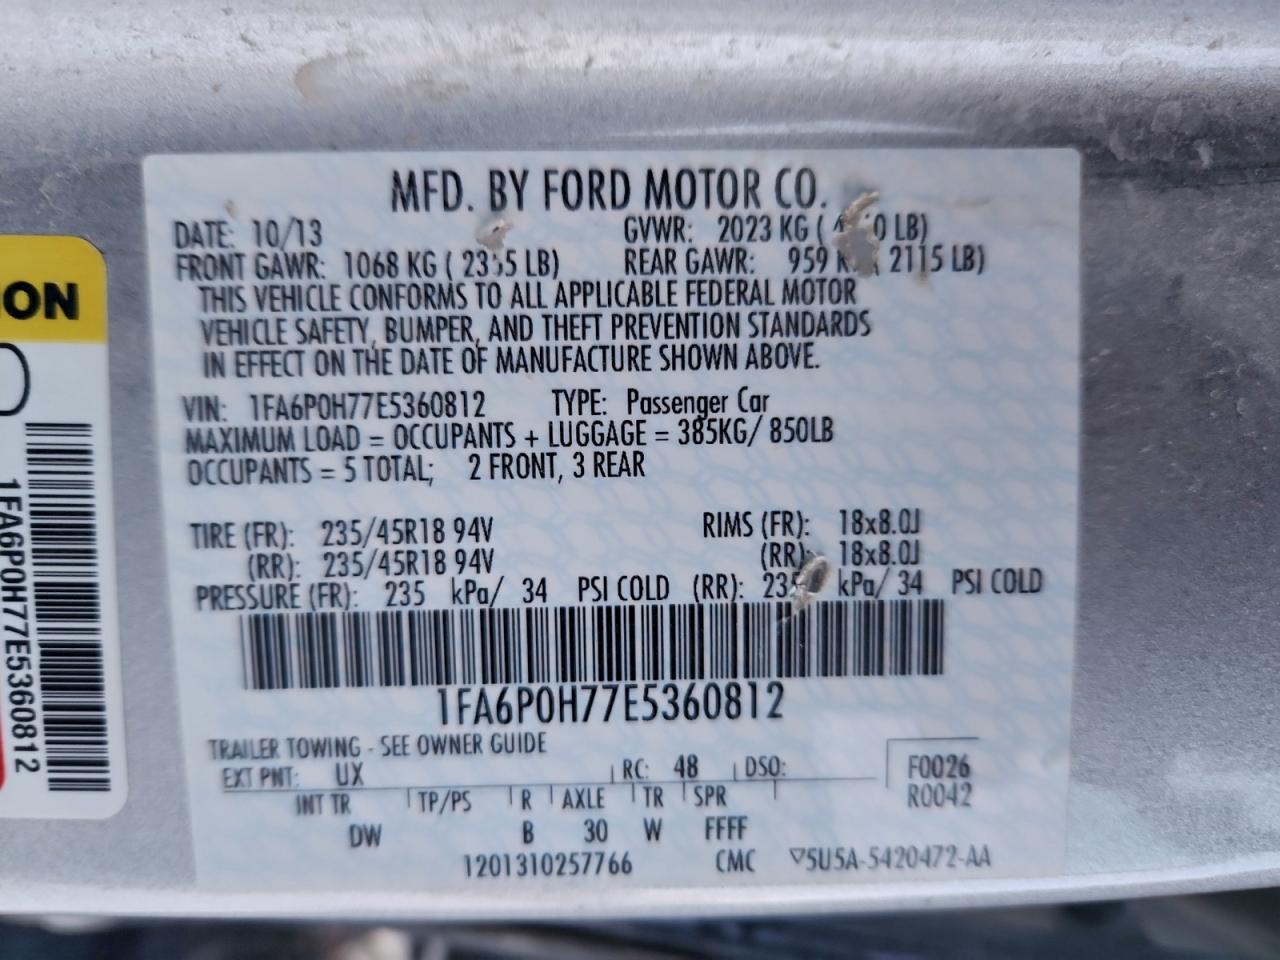 MFD. BY FORD MOTOR CO.
DATE: 10/13 GVWR: 2023 KG ( 0 LB)
FRONT GAWR: 1068 KG ( LB) REAR GAWR: 959 ( 2115 LB)
THIS VEHICLE CONFORMS TO ALL APPLICABLE FEDERAL MOTOR
VEHICLE SAFETY, BUMPER, AND THEFT PREVENTION STANDARDS
IN EFFECT ON THE DATE OF MANUFACTURE SHOWN ABOVE.
VIN: 1FA6P0H77E5360812 TYPE: Passenger Car
MAXIMUM LOAD = OCCUPANTS + LUGGAGE = 385KG/ 850LB
OCCUPANTS = 5 TOTAL; 2 FRONT, 3 REAR
TIRE (FR): 235/45R18 94V RIMS (FR): 18x8.0J
(RR): 235/45R18 94V (RR): 18x8.0J
PRESSURE (FR): 235 kPa/ 34 PSI COLD (RR): kPa/ 34 PSI COLD
1FA6P0H77E5360812
TRAILER TOWING - SEE OWNER GUIDE
EXT PNT: UX RC: 48 DSO: F0026
INT TR TP/PS R AXLE TR SPR R0042
DW B 30 W FFFF
1201310257766 CMC ▽5U5A-5420472-AA
ION
1FA6P0H77E5360812